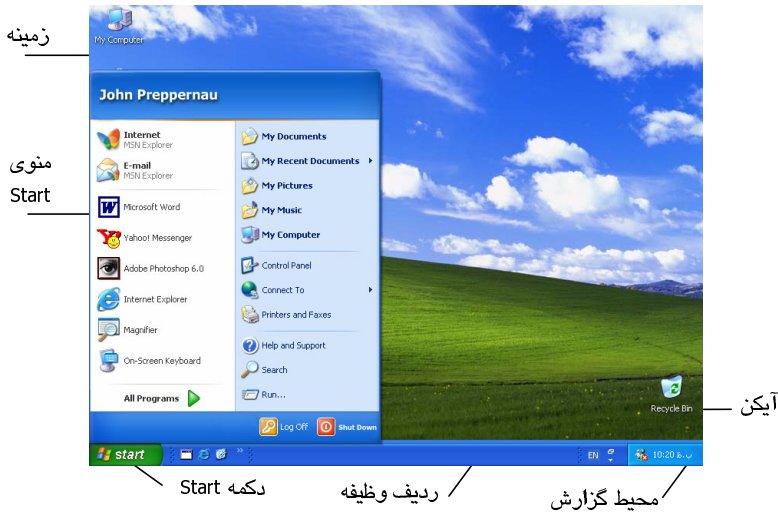 زمینه
My Computer
منوی
Start
John Preppernau
Internet
MSN Explorer
E-mail
MSN Explorer
Microsoft Word
Yahoo! Messenger
Adobe Photoshop 6.0
Internet Explorer
Magnifier
On-Screen Keyboard
All Programs
My Documents
My Recent Documents
My Pictures
My Music
My Computer
Control Panel
Connect To
Printers and Faxes
Help and Support
Search
Run...
Log Off
Shut Down
Recycle Bin
آیکن
start
EN
10:20 ب.ظ
دکمه Start
ردیف وظیفه
محیط گزارش